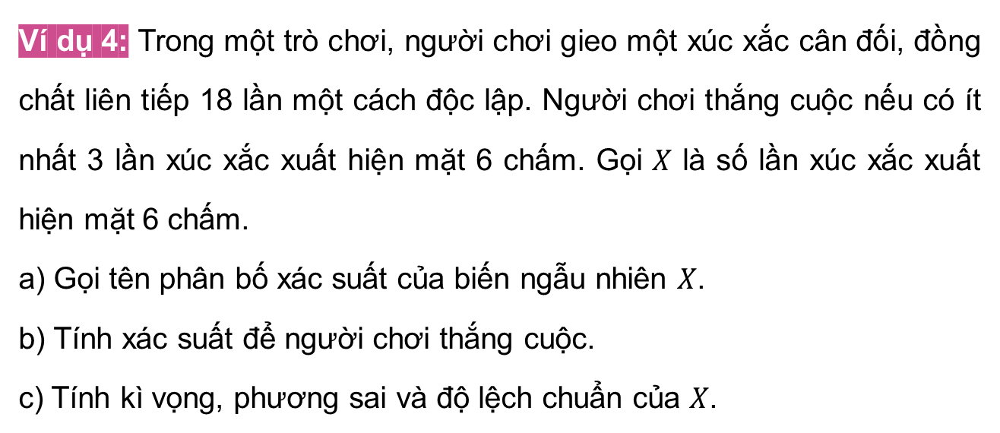 Ví dụ 4: Trong một trò chơi, người chơi gieo một xúc xắc cân đối, đồng
chất liên tiếp 18 lần một cách độc lập. Người chơi thắng cuộc nếu có ít
nhất 3 lần xúc xắc xuất hiện mặt 6 chấm. Gọi X là số lần xúc xắc xuất
hiện mặt 6 chấm.
a) Gọi tên phân bố xác suất của biến ngẫu nhiên X.
b) Tính xác suất để người chơi thắng cuộc.
c) Tính kì vọng, phương sai và độ lệch chuẩn của X.